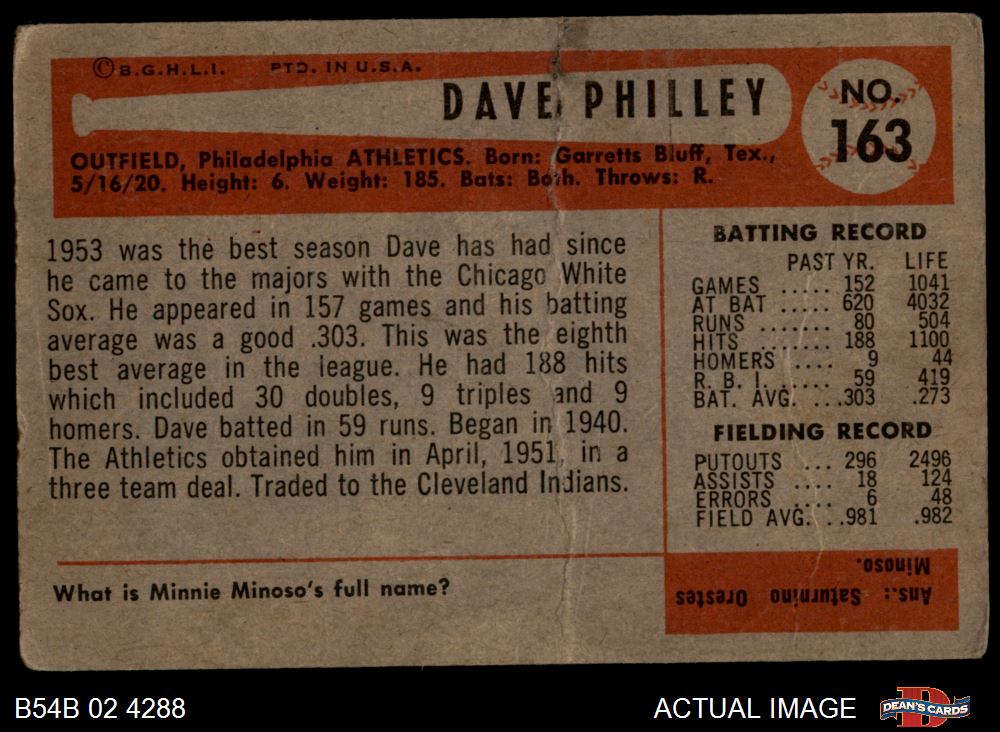 © B.G.H.L.I. PTD. IN U.S.A.
DAVE PHILLEY
NO.
163
OUTFIELD, Philadelphia ATHLETICS. Born: Garretts Bluff, Tex.,
5/16/20. Height: 6. Weight: 185. Bats: Both. Throws: R.
1953 was the best season Dave has had since
he came to the majors with the Chicago White
Sox. He appeared in 157 games and his batting
average was a good .303. This was the eighth
best average in the league. He had 188 hits
which included 30 doubles, 9 triples and 9
homers. Dave batted in 59 runs. Began in 1940.
The Athletics obtained him in April, 1951, in a
three team deal. Traded to the Cleveland Indians.
BATTING RECORD
PAST YR. LIFE
GAMES ..... 152 1041
AT BAT ..... 620 4032
RUNS ....... 80 504
HITS ....... 188 1100
HOMERS .... 9 44
R. B. I. ..... 59 419
BAT. AVG. ....303 .273
FIELDING RECORD
PUTOUTS ... 296 2496
ASSISTS .... 18 124
ERRORS .... 6 48
FIELD AVG. ..981 .982
What is Minnie Minoso's full name?
Ans.: Saturnino Orestes
Minoso.
B54B 02 4288
ACTUAL IMAGE
D
DEAN'S CARDS